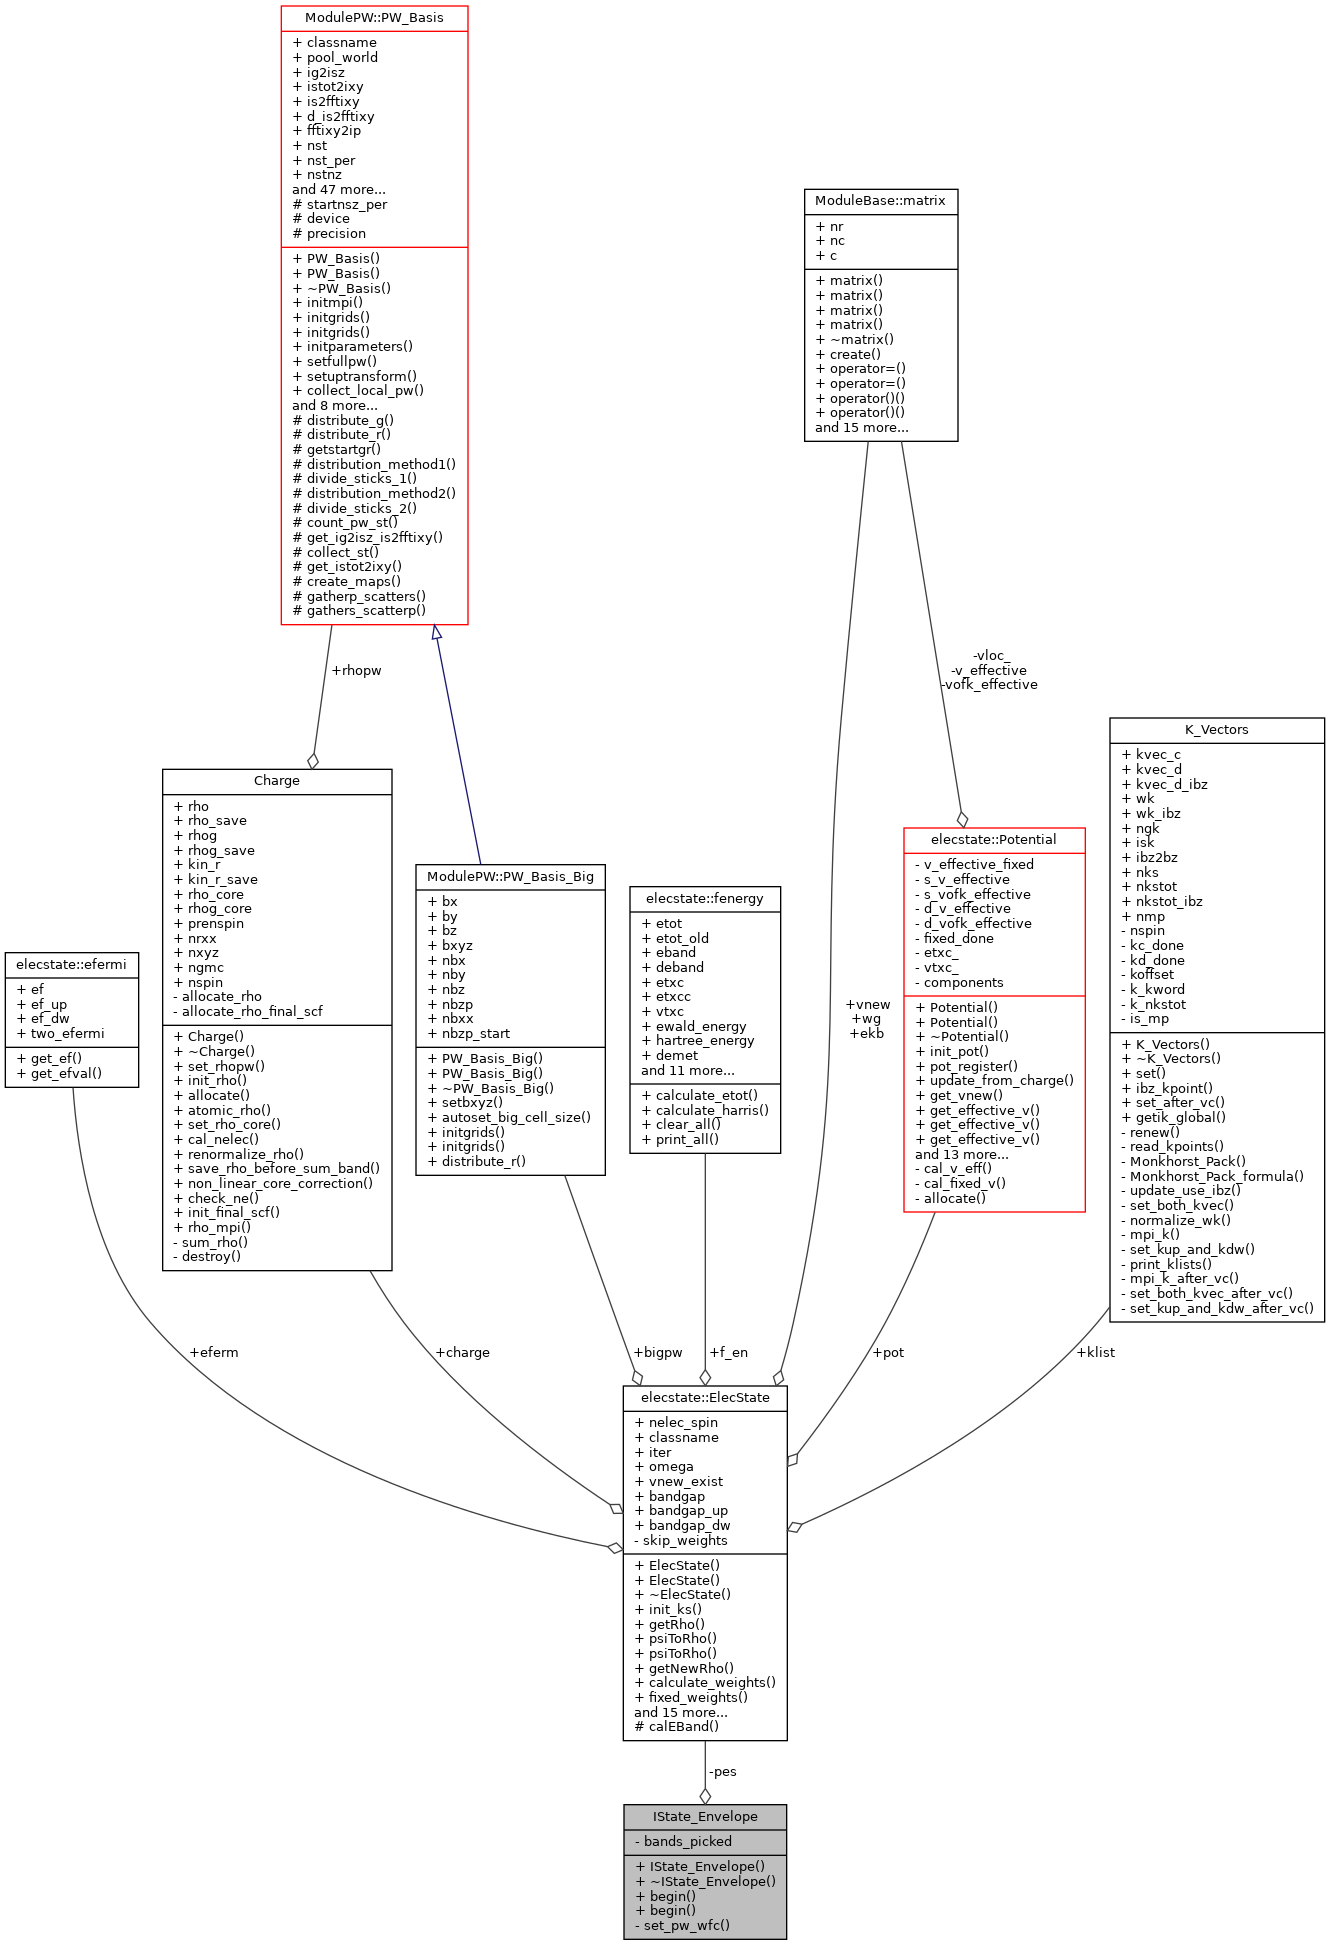 ModulePW::PW_Basis
+ classname
+ pool_world
+ ig2isz
+ istot2ixy
+ is2fftixy
+ d_is2fftixy
+ fftixy2ip
+ nst
+ nst_per
+ nstnz
and 47 more...
# startnsz_per
# device
# precision
+ PW_Basis()
+ PW_Basis()
+ ~PW_Basis()
+ initmpi()
+ initgrids()
+ initgrids()
+ initparameters()
+ setfullpw()
+ setuptransform()
+ collect_local_pw()
and 8 more...
# distribute_g()
# distribute_r()
# getstartgr()
# distribution_method1()
# divide_sticks_1()
# distribution_method2()
# divide_sticks_2()
# count_pw_st()
# get_ig2isz_is2fftixy()
# collect_st()
# get_istot2ixy()
# create_maps()
# gatherp_scatters()
# gathers_scatterp()
ModuleBase::matrix
+ nr
+ nc
+ c
+ matrix()
+ matrix()
+ matrix()
+ matrix()
+ ~matrix()
+ create()
+ operator=()
+ operator=()
+ operator()()
+ operator()()
and 15 more...
+rhopw
-vloc_
-v_effective
-vofk_effective
K_Vectors
+ kvec_c
+ kvec_d
+ kvec_d_ibz
+ wk
+ wk_ibz
+ ngk
+ isk
+ ibz2bz
+ nks
+ nkstot
+ nkstot_ibz
+ nmp
- nspin
- kc_done
- kd_done
- koffset
- k_kword
- k_nkstot
- is_mp
+ K_Vectors()
+ ~K_Vectors()
+ set()
+ ibz_kpoint()
+ set_after_vc()
+ getik_global()
- renew()
- read_kpoints()
- Monkhorst_Pack()
- Monkhorst_Pack_formula()
- update_use_ibz()
- set_both_kvec()
- normalize_wk()
- mpi_k()
- set_kup_and_kdw()
- print_klists()
- mpi_k_after_vc()
- set_both_kvec_after_vc()
- set_kup_and_kdw_after_vc()
Charge
+ rho
+ rho_save
+ rhog
+ rhog_save
+ kin_r
+ kin_r_save
+ rho_core
+ rhog_core
+ prenspin
+ nrxx
+ nxyz
+ ngmc
+ nspin
- allocate_rho
- allocate_rho_final_scf
+ Charge()
+ ~Charge()
+ set_rhopw()
+ init_rho()
+ allocate()
+ atomic_rho()
+ set_rho_core()
+ cal_nelec()
+ renormalize_rho()
+ save_rho_before_sum_band()
+ non_linear_core_correction()
+ check_ne()
+ init_final_scf()
+ rho_mpi()
- sum_rho()
- destroy()
elecstate::Potential
- v_effective_fixed
- s_v_effective
- s_vofk_effective
- d_v_effective
- d_vofk_effective
- fixed_done
- etxc_
- vtxc_
- components
+ Potential()
+ Potential()
+ ~Potential()
+ init_pot()
+ pot_register()
+ update_from_charge()
+ get_vnew()
+ get_effective_v()
+ get_effective_v()
+ get_effective_v()
and 13 more...
- cal_v_eff()
- cal_fixed_v()
- allocate()
ModulePW::PW_Basis_Big
+ bx
+ by
+ bz
+ bxyz
+ nbx
+ nby
+ nbz
+ nbzp
+ nbxx
+ nbzp_start
+ PW_Basis_Big()
+ PW_Basis_Big()
+ ~PW_Basis_Big()
+ setbxyz()
+ autoset_big_cell_size()
+ initgrids()
+ initgrids()
+ distribute_r()
elecstate::fenergy
+ etot
+ etot_old
+ eband
+ deband
+ etxc
+ etxcc
+ vtxc
+ ewald_energy
+ hartree_energy
+ demet
and 11 more...
+ calculate_etot()
+ calculate_harris()
+ clear_all()
+ print_all()
elecstate::efermi
+ ef
+ ef_up
+ ef_dw
+ two_efermi
+ get_ef()
+ get_efval()
+vnew
+wg
+ekb
+eferm
+charge
+bigpw
+f_en
+pot
+klist
elecstate::ElecState
+ nelec_spin
+ classname
+ iter
+ omega
+ vnew_exist
+ bandgap
+ bandgap_up
+ bandgap_dw
- skip_weights
+ ElecState()
+ ElecState()
+ ~ElecState()
+ init_ks()
+ getRho()
+ psiToRho()
+ psiToRho()
+ getNewRho()
+ calculate_weights()
+ fixed_weights()
and 15 more...
# calEBand()
-pes
IState_Envelope
- bands_picked
+ IState_Envelope()
+ ~IState_Envelope()
+ begin()
+ begin()
- set_pw_wfc()